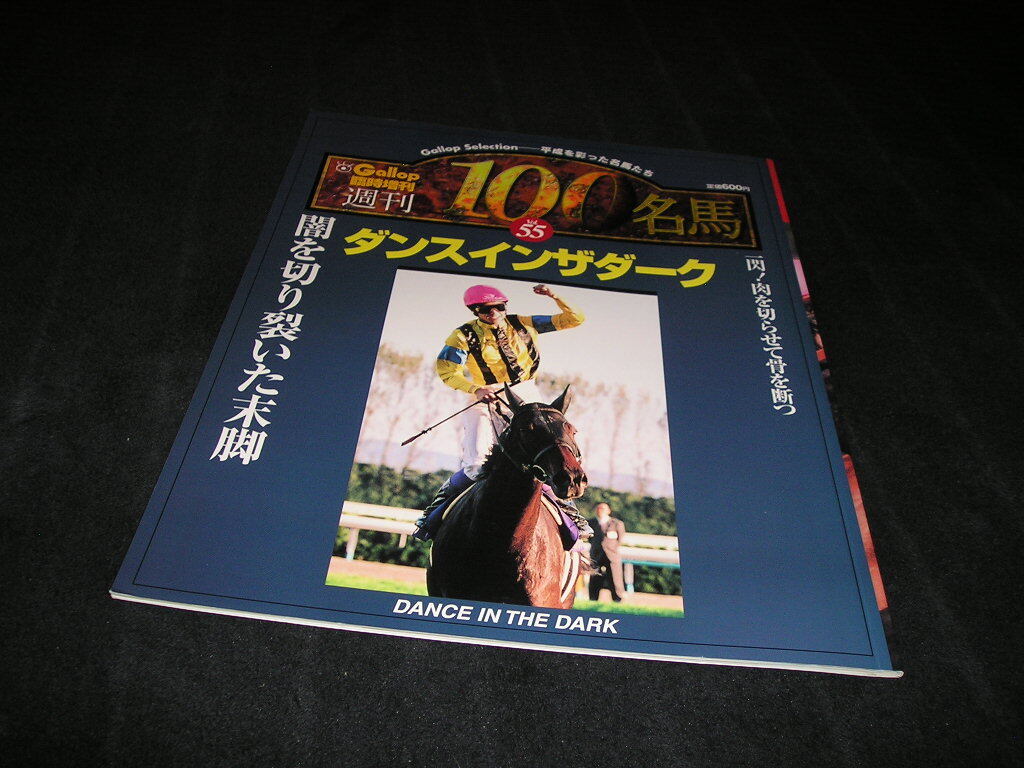 Gallop Selection──平成を彩った名馬たち
Gallop
臨時増刊
週刊
100
名馬
定価600円
Vol.
55
ダンスインザダーク
闇を切り裂いた末脚
一閃!肉を切らせて骨を断つ
DANCE IN THE DARK